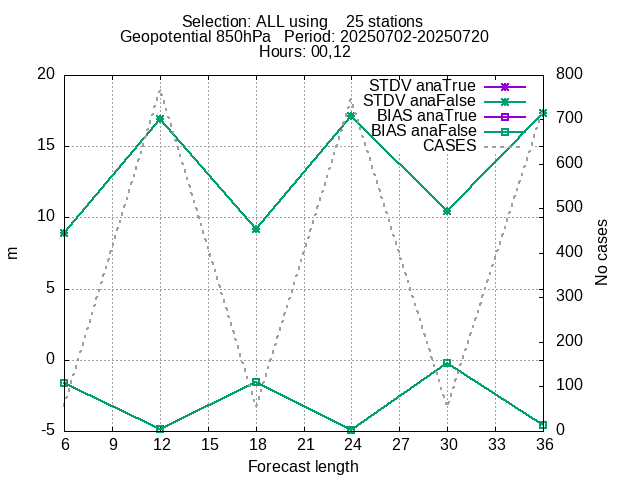 Selection: ALL using    25 stations
Geopotential 850hPa   Period: 20250702-20250720
Hours: 00,12
STDV anaTrue
STDV anaFalse
BIAS anaTrue
BIAS anaFalse
CASES
20
15
10
5
0
-5
m
800
700
600
500
400
300
200
100
0
No cases
6 9 12 15 18 21 24 27 30 33 36
Forecast length